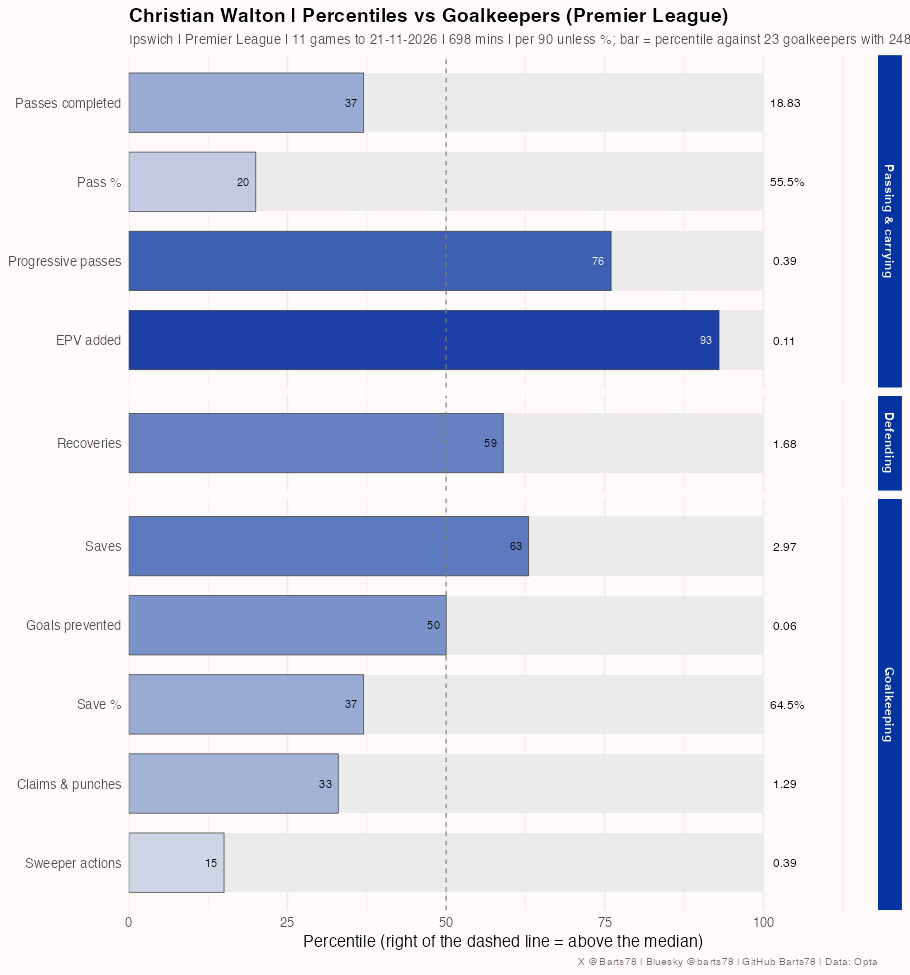 Christian Walton | Percentiles vs Goalkeepers (Premier League)
Ipswich | Premier League | 11 games to 21-11-2026 | 698 mins | per 90 unless %; bar = percentile against 23 goalkeepers with 248
Passes completed 37 18.83
Pass % 20 55.5%
Progressive passes 76 0.39
EPV added 93 0.11
Passing & carrying
Recoveries 59 1.68
Defending
Saves 63 2.97
Goals prevented 50 0.06
Save % 37 64.5%
Claims & punches 33 1.29
Sweeper actions 15 0.39
Goalkeeping
0 25 50 75 100
Percentile (right of the dashed line = above the median)
X @Barts78 | Bluesky @barts78 | GitHub Barts78 | Data: Opta